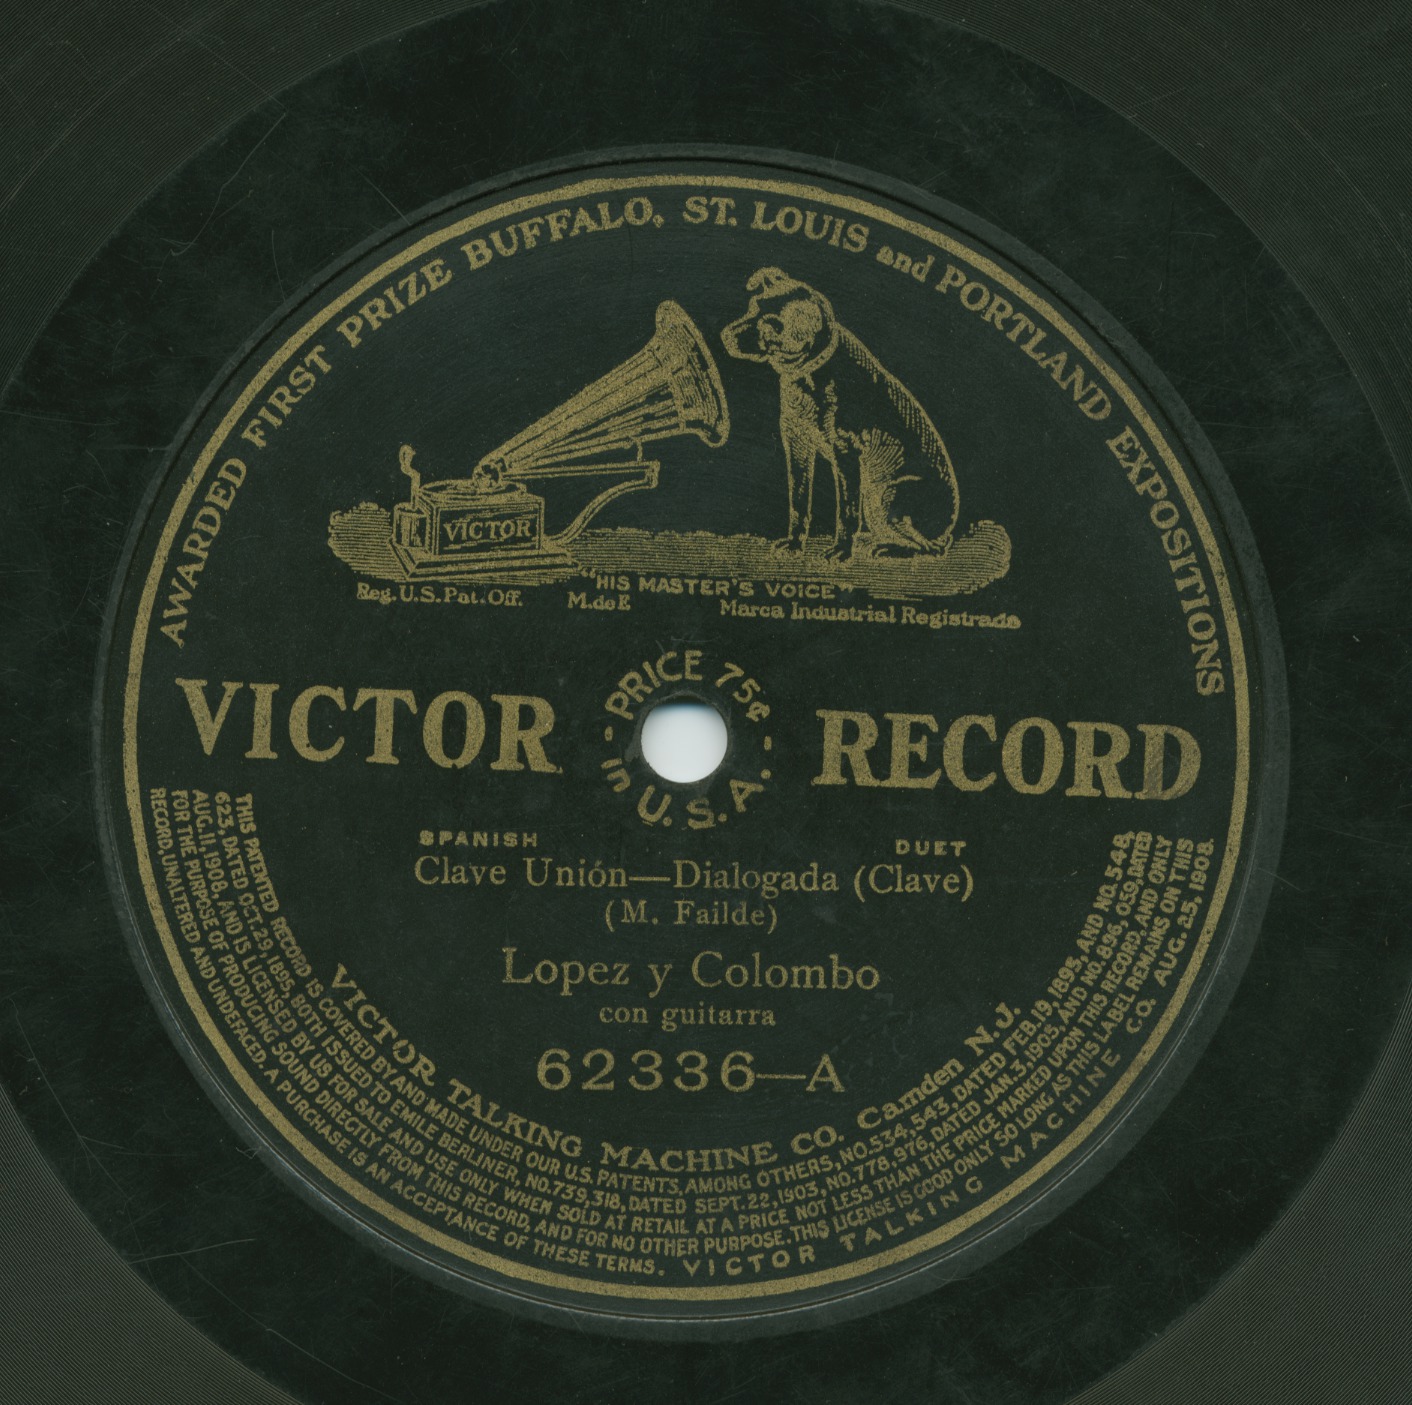 AWARDED FIRST PRIZE BUFFALO, ST. LOUIS and PORTLAND EXPOSITIONS
VICTOR
"HIS MASTER'S VOICE"
Reg. U.S. Pat. Off. M. de E Marca Industrial Registrada
PRICE 75¢
in U.S.A.
VICTOR RECORD
SPANISH DUET
Clave Unión—Dialogada (Clave)
(M. Failde)
Lopez y Colombo
con guitarra
62336—A
VICTOR TALKING MACHINE CO. Camden N.J.
THIS PATENTED RECORD IS COVERED BY AND MADE UNDER OUR U.S. PATENTS, AMONG OTHERS, NO. 534,543, DATED FEB. 19, 1895, AND NO. 548,
623, DATED OCT. 29, 1895, BOTH ISSUED TO EMILE BERLINER, NO. 739,318, DATED SEPT. 22, 1903, NO. 778,976, DATED JAN. 3, 1905, AND NO. 896,059, DATED
AUG. 11, 1908, AND IS LICENSED BY US FOR SALE AND USE ONLY WHEN SOLD AT RETAIL AT A PRICE NOT LESS THAN THE PRICE MARKED UPON THIS RECORD, AND ONLY
FOR THE PURPOSE OF PRODUCING SOUND DIRECTLY FROM THIS RECORD, AND FOR NO OTHER PURPOSE. THIS LICENSE IS GOOD ONLY SO LONG AS THIS LABEL REMAINS ON THIS
RECORD, UNALTERED AND UNDEFACED. A PURCHASE IS AN ACCEPTANCE OF THESE TERMS. VICTOR TALKING MACHINE CO. AUG. 25, 1908.